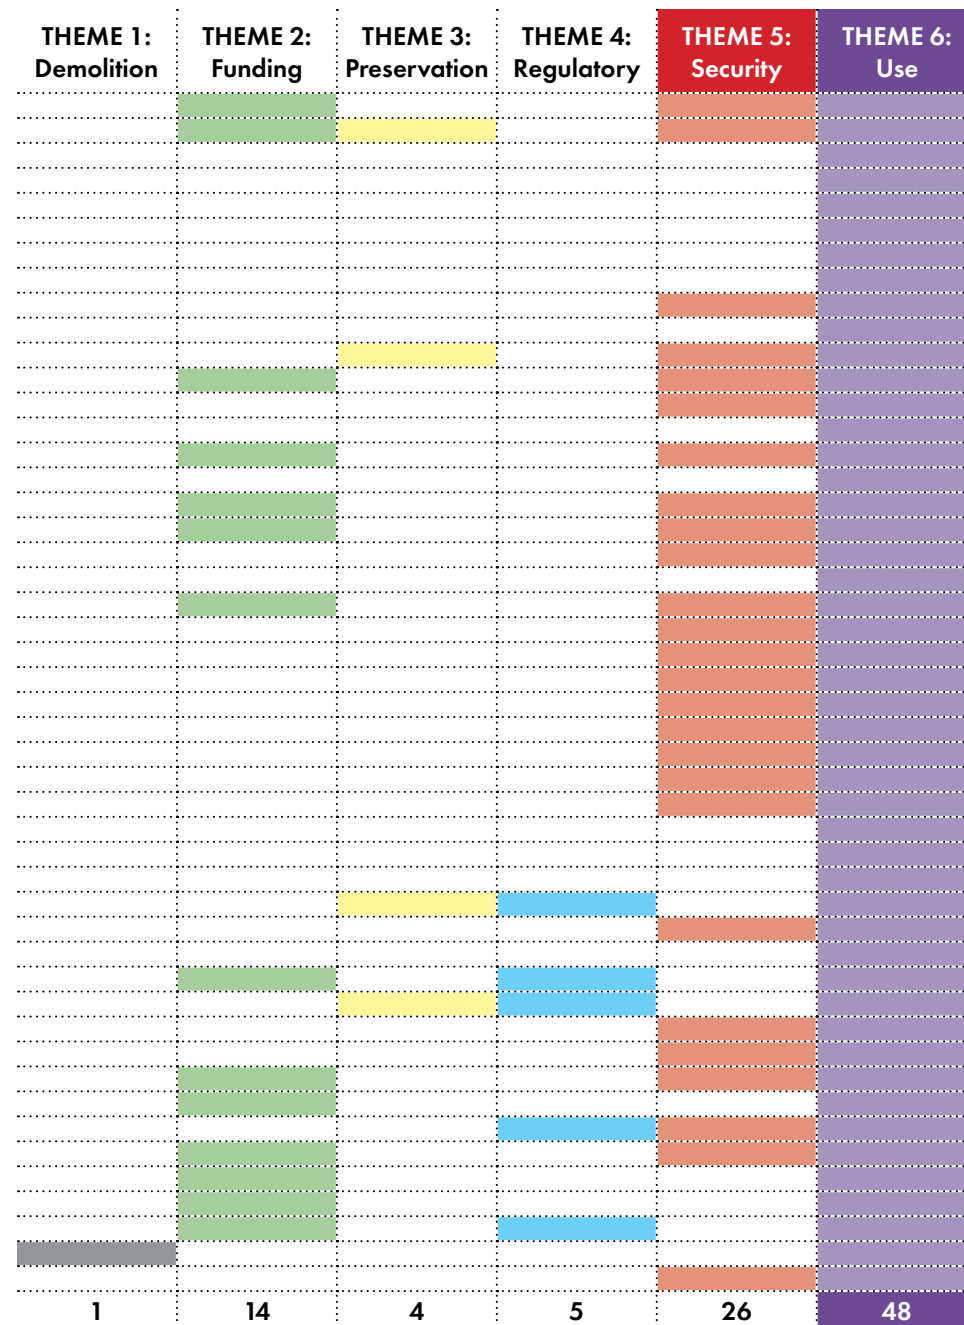 THEME 1:
Demolition
THEME 2:
Funding
THEME 3:
Preservation
THEME 4:
Regulatory
THEME 5:
Security
THEME 6:
Use
1
14
4
5
26
48